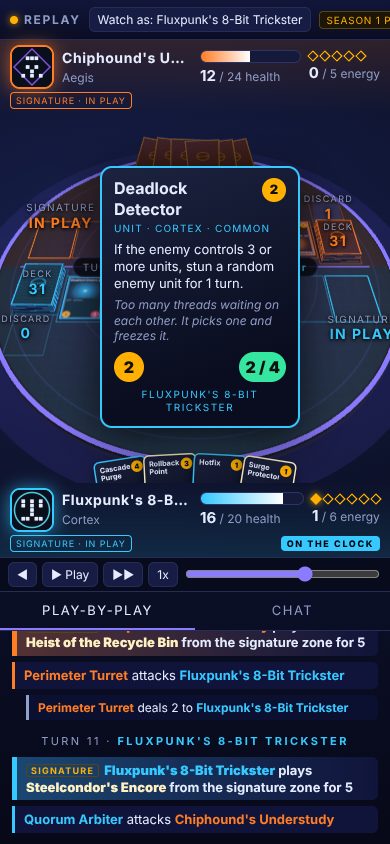 REPLAY
Watch as: Fluxpunk's 8-Bit Trickster
SEASON 1 P
Chiphound's U...
Aegis
12 / 24 health
0 / 5 energy
SIGNATURE · IN PLAY
SIGNATURE
IN PLAY
DISCARD
1
DECK
31
DECK
31
DISCARD
0
TU
r
SIGNATUR
IN PLAY
Deadlock
Detector
2
UNIT · CORTEX · COMMON
If the enemy controls 3 or
more units, stun a random
enemy unit for 1 turn.
Too many threads waiting on
each other. It picks one and
freezes it.
2
2 / 4
FLUXPUNK'S 8-BIT
TRICKSTER
Cascade
Purge
4
Rollback
Point
3
Hotfix
1
Surge
Protector
1
Fluxpunk's 8-B...
Cortex
16 / 20 health
1 / 6 energy
SIGNATURE · IN PLAY
ON THE CLOCK
◀
▶ Play
▶▶
1x
PLAY-BY-PLAY
CHAT
Heist of the Recycle Bin from the signature zone for 5
Perimeter Turret attacks Fluxpunk's 8-Bit Trickster
Perimeter Turret deals 2 to Fluxpunk's 8-Bit Trickster
TURN 11 · FLUXPUNK'S 8-BIT TRICKSTER
SIGNATURE Fluxpunk's 8-Bit Trickster plays
Steelcondor's Encore from the signature zone for 5
Quorum Arbiter attacks Chiphound's Understudy